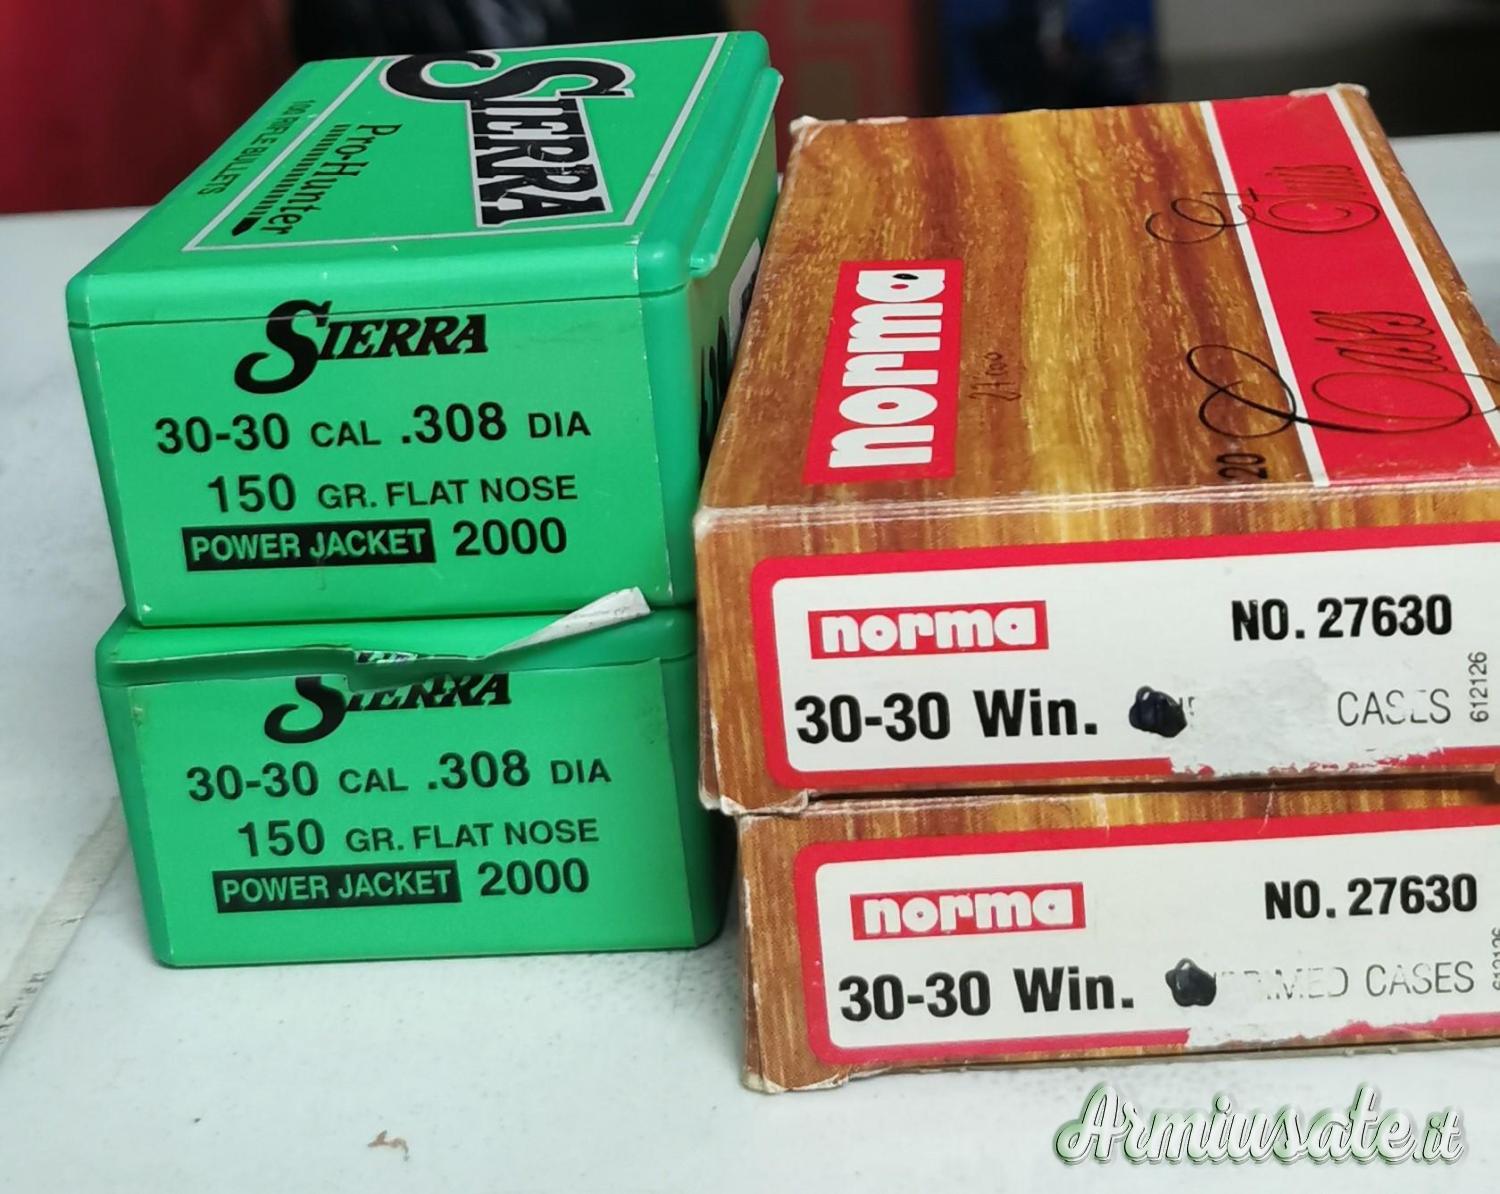 SIERRA
Pro-Hunter
100 RIFLE BULLETS
SIERRA
30-30 CAL .308 DIA
150 GR. FLAT NOSE
POWER JACKET 2000
SIERRA
30-30 CAL .308 DIA
150 GR. FLAT NOSE
POWER JACKET 2000
norma
20
norma
NO. 27630
30-30 Win.
CASES
612126
norma
NO. 27630
30-30 Win.
CASES
612126
Armiusate.it